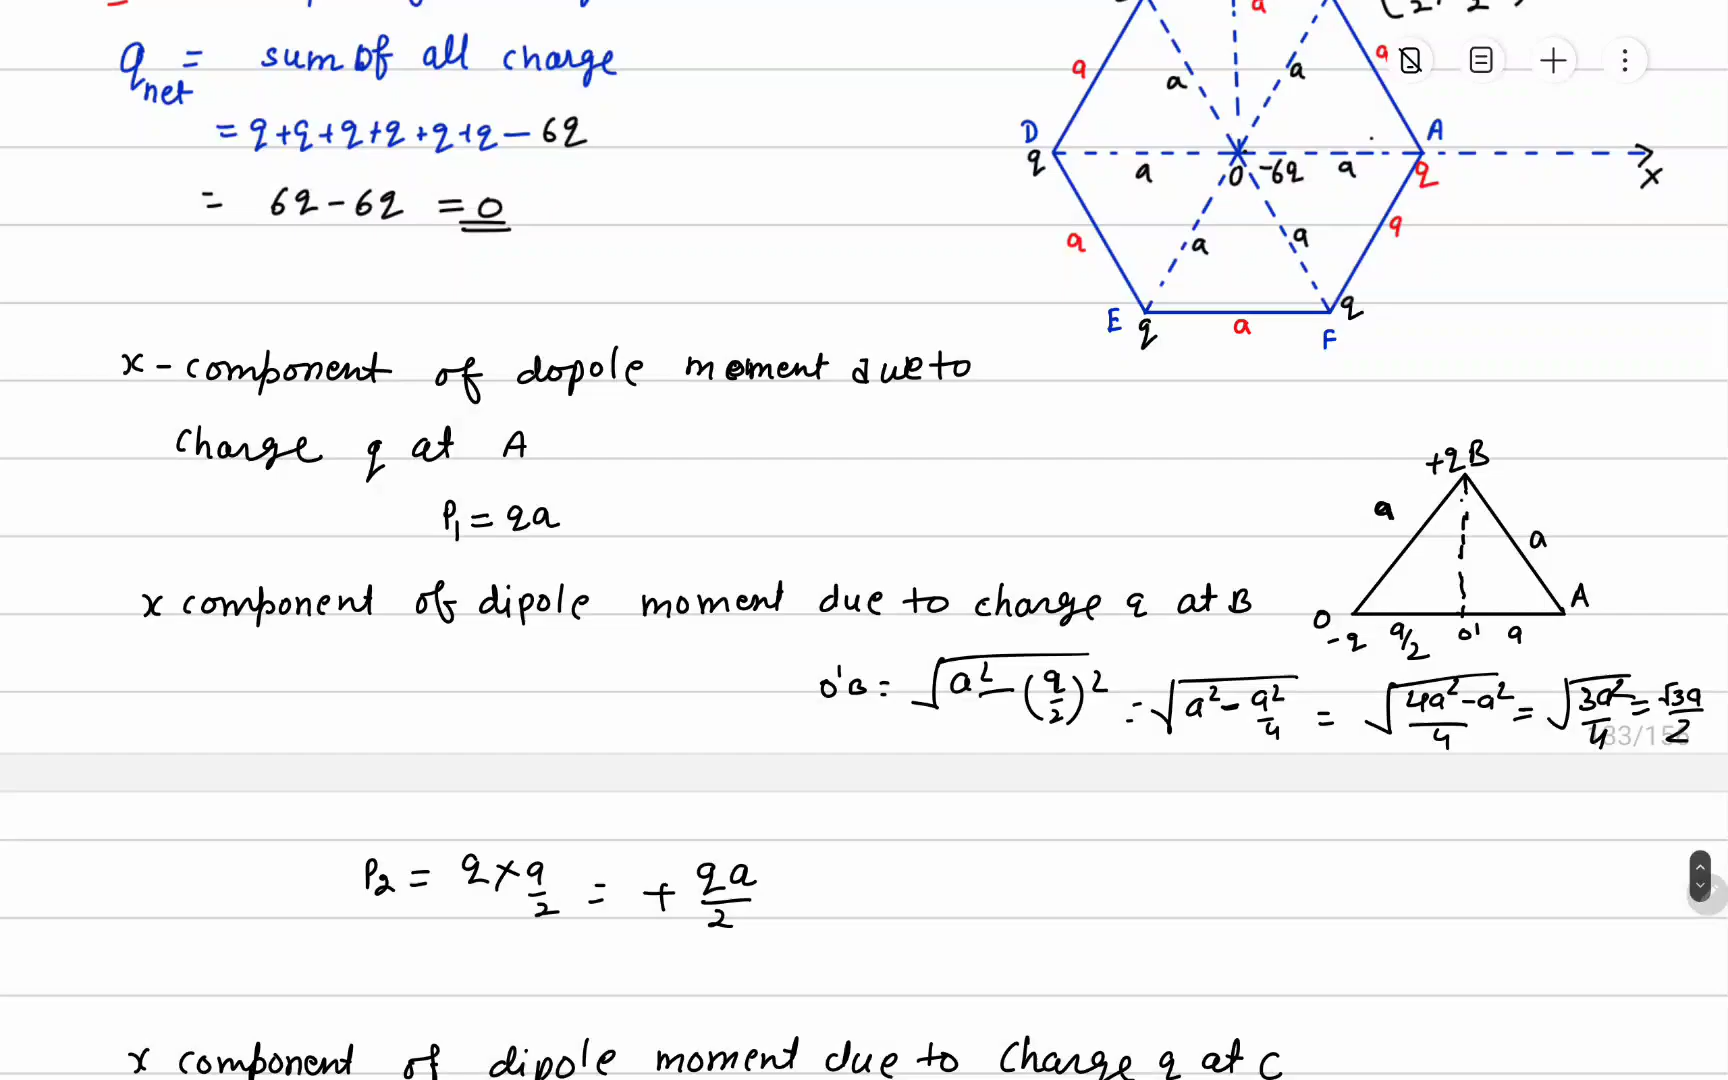 q net = sum of all charge
= q+q+q+q+q+q - 6q
= 6q - 6q = 0
a
a
a
a
a
D
q
a
O
-6q
a
A
q
x
a
a
a
a
E
q
a
F
q
x - component of dopole moment due to
Charge q at A
P1 = qa
+q B
a
a
O
-q
a/2
O'
a
A
x component of dipole moment due to charge q at B
O'B = √(a² - (a/2)²) = √(a² - a²/4) = √((4a² - a²)/4) = √(3a²/4) = √3a/2
P2 = q × a/2 = + qa/2
x component of dipole moment due to Charge q at C